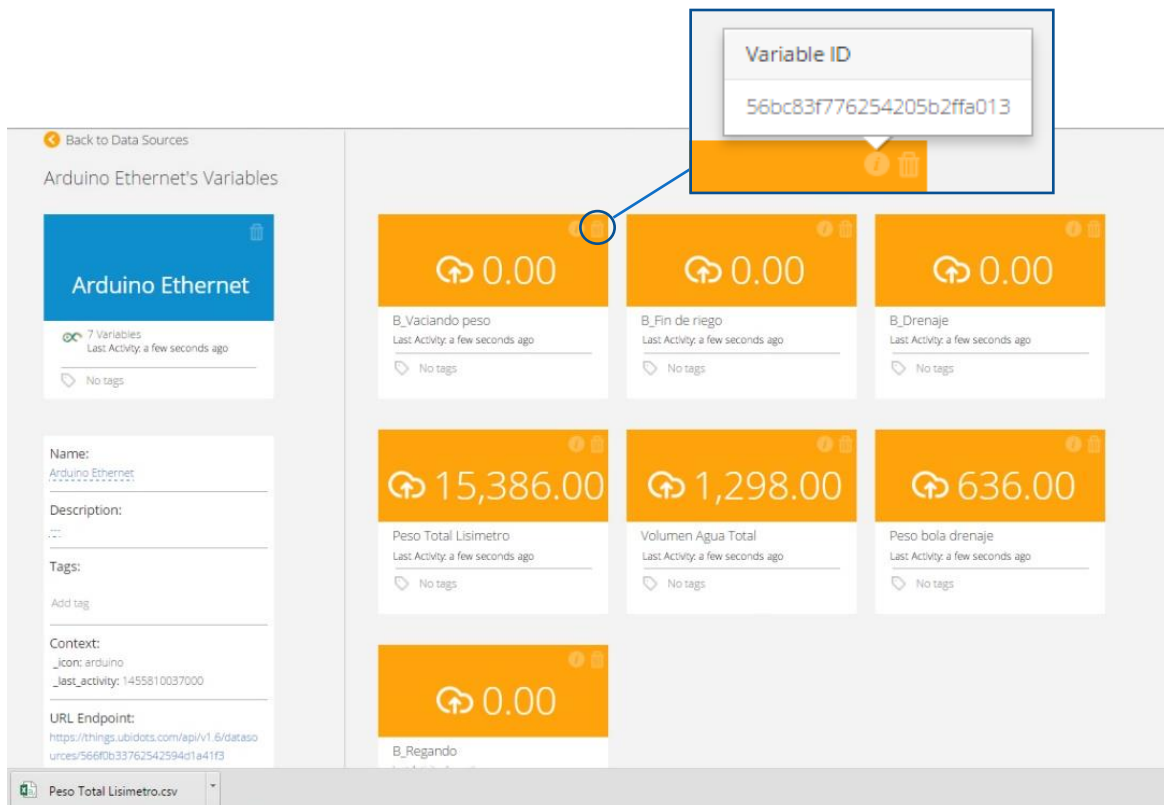 Variable ID
56bc83f776254205b2ffa013
Back to Data Sources
Arduino Ethernet's Variables
Arduino Ethernet
7 Variables
Last Activity: a few seconds ago
No tags
Name:
Arduino Ethernet
Description:
---
Tags:
Add tag
Context:
_icon: arduino
_last_activity: 1455810037000
URL Endpoint:
https://things.ubidots.com/api/v1.6/dataso
urces/566f0b33762542594d1a41f3
0.00
B_Vaciando peso
Last Activity: a few seconds ago
No tags
0.00
B_Fin de riego
Last Activity: a few seconds ago
No tags
0.00
B_Drenaje
Last Activity: a few seconds ago
No tags
15,386.00
Peso Total Lisimetro
Last Activity: a few seconds ago
No tags
1,298.00
Volumen Agua Total
Last Activity: a few seconds ago
No tags
636.00
Peso bola drenaje
Last Activity: a few seconds ago
No tags
0.00
B_Regando
Peso Total Lisimetro.csv